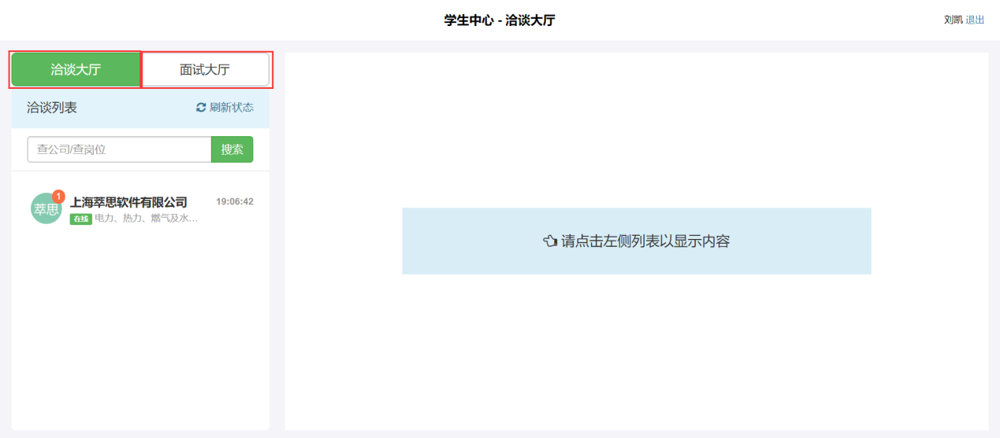 学生中心 - 洽谈大厅
刘凯 退出
洽谈大厅 面试大厅
洽谈列表 刷新状态
查公司/查岗位 搜索
萃思 1 上海萃思软件有限公司 19:06:42
在线 电力、热力、燃气及水...
请点击左侧列表以显示内容